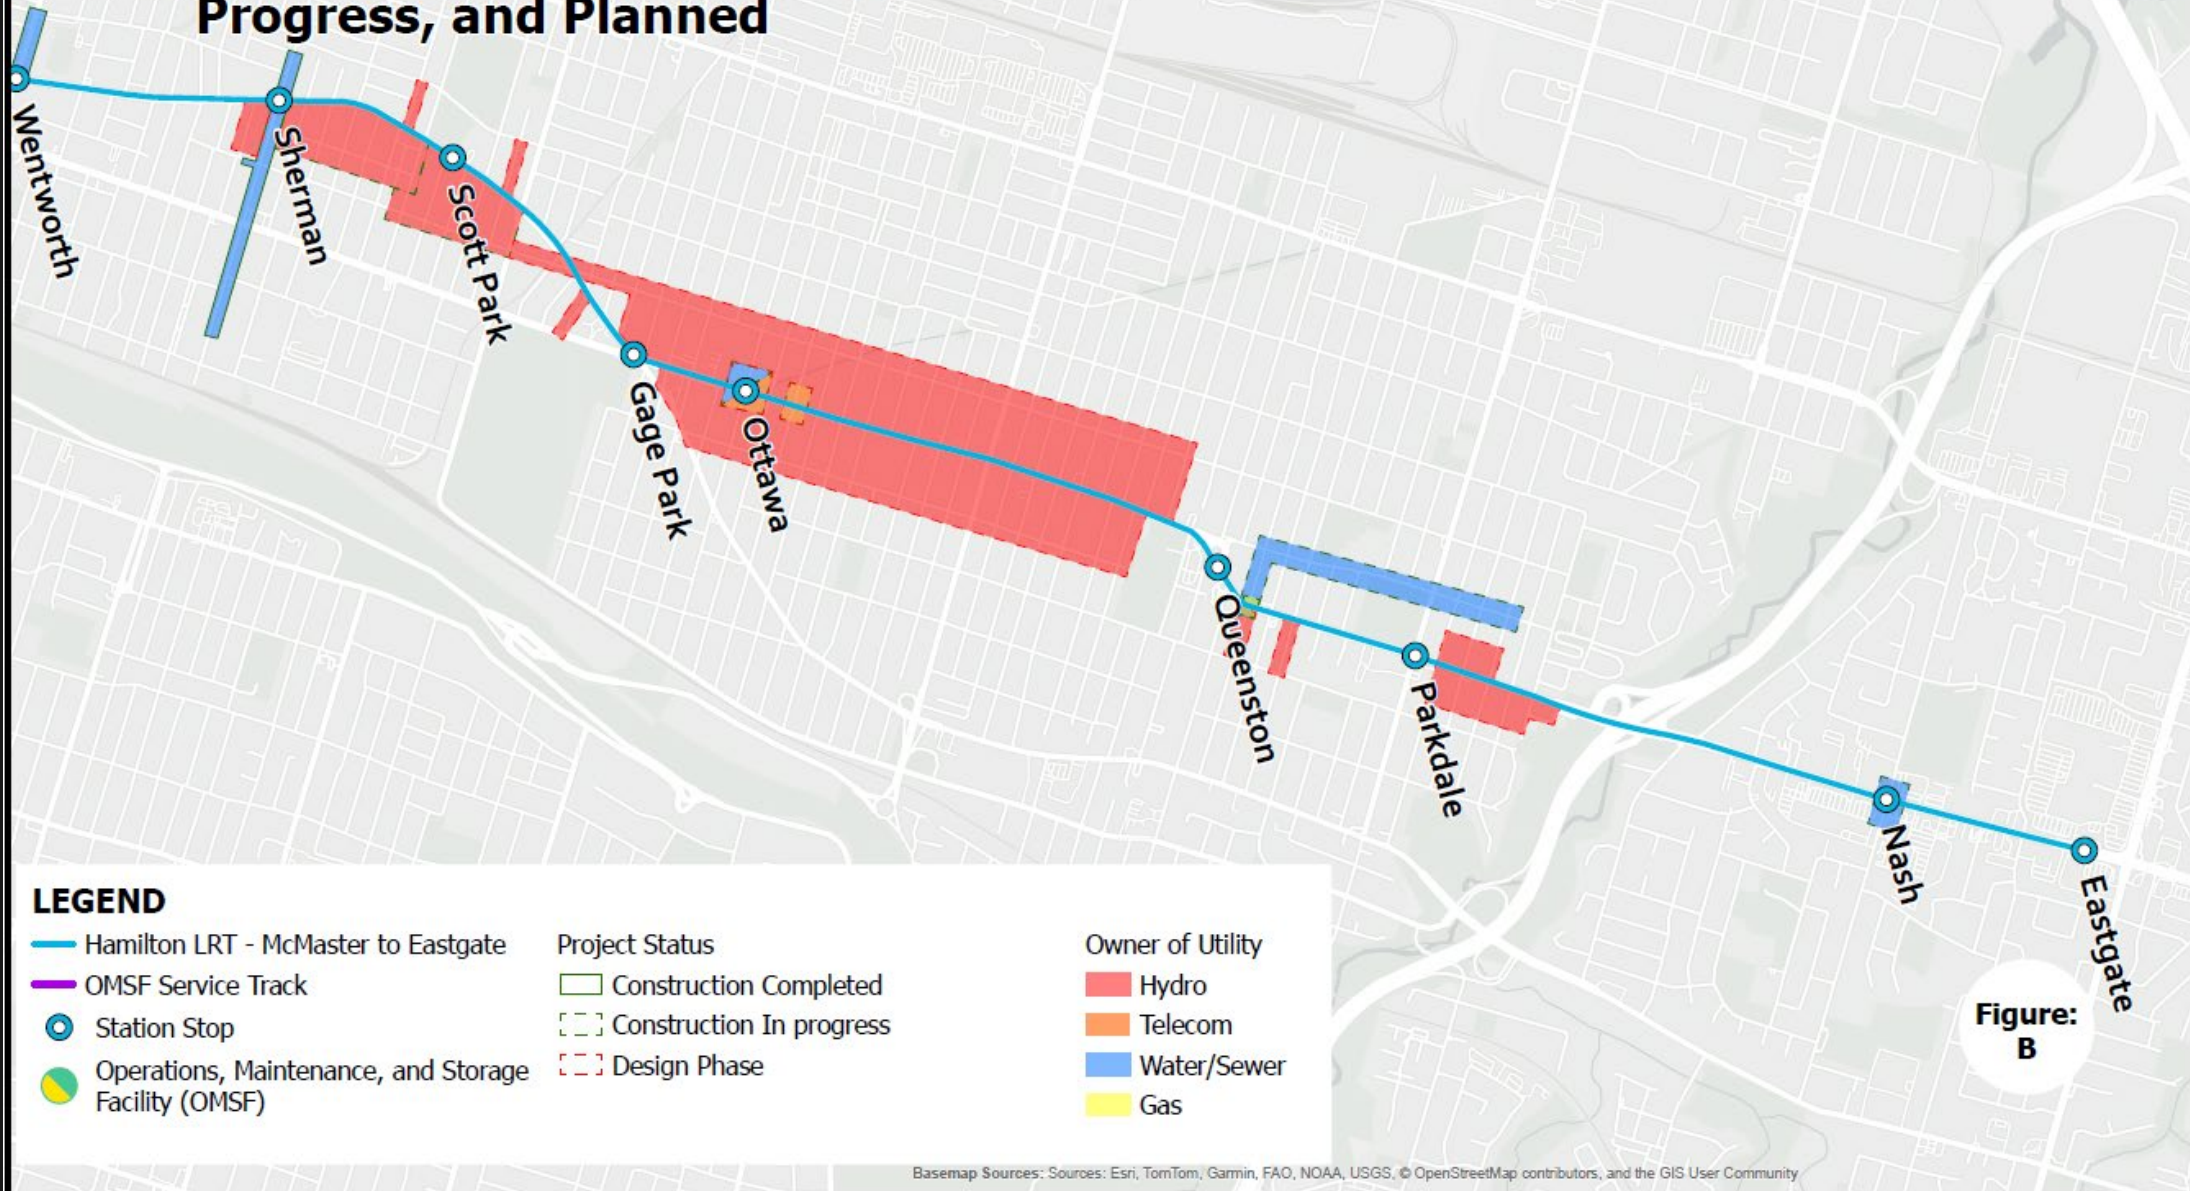 Progress, and Planned
Wentworth
Sherman
Scott Park
Gage Park
Ottawa
Queenston
Parkdale
Nash
Eastgate
Figure:
B
LEGEND
Hamilton LRT - McMaster to Eastgate
OMSF Service Track
Station Stop
Operations, Maintenance, and Storage
Facility (OMSF)
Project Status
Construction Completed
Construction In progress
Design Phase
Owner of Utility
Hydro
Telecom
Water/Sewer
Gas
Basemap Sources: Sources: Esri, TomTom, Garmin, FAO, NOAA, USGS, © OpenStreetMap contributors, and the GIS User Community